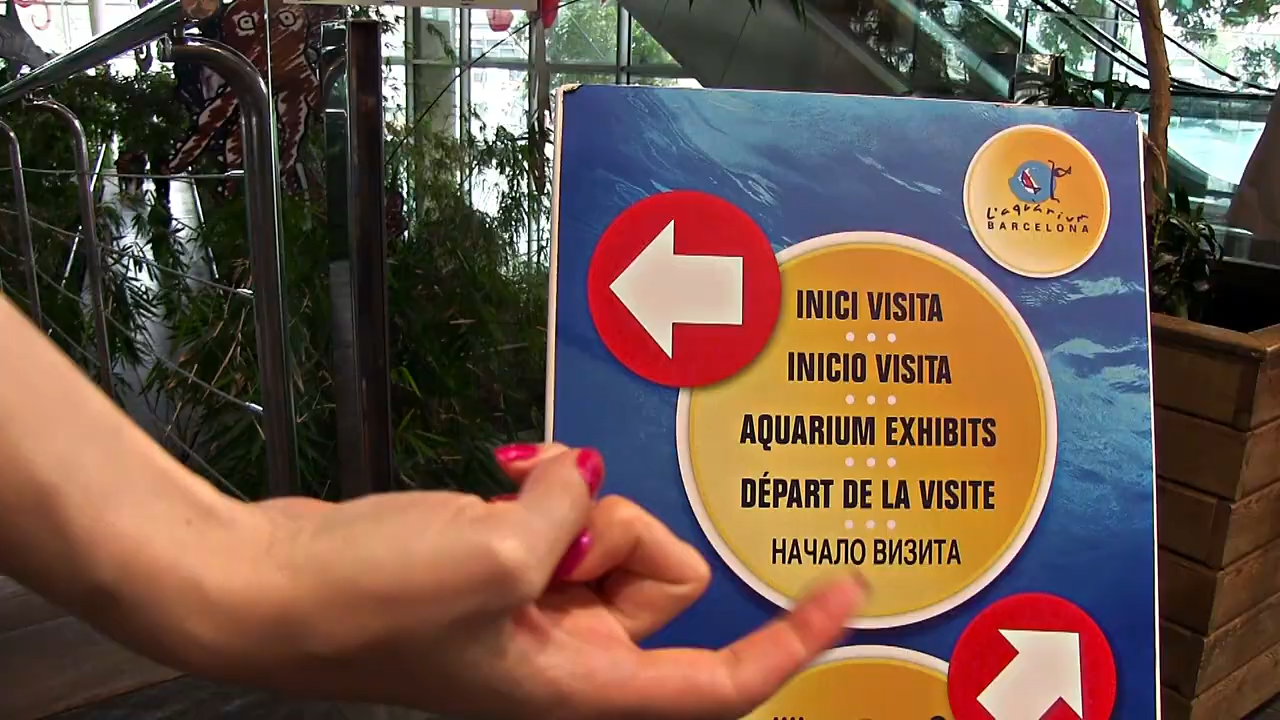 L'aquàrium
BARCELONA
INICI VISITA
INICIO VISITA
AQUARIUM EXHIBITS
DÉPART DE LA VISITE
НАЧАЛО ВИЗИТА